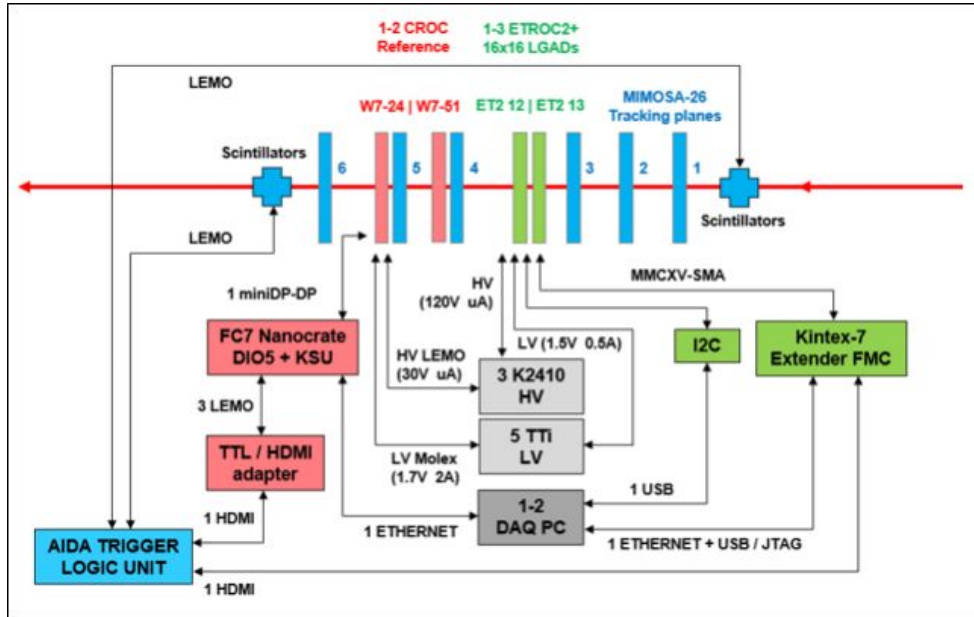 1-2 CROC
Reference
1-3 ETROC2+
16x16 LGADs
LEMO
W7-24 | W7-51
ET2 12 | ET2 13
MIMOSA-26
Tracking planes
Scintillators
6
5
4
3
2
1
Scintillators
LEMO
1 miniDP-DP
HV
(120V uA)
MMCXV-SMA
FC7 Nanocrate
DIO5 + KSU
HV LEMO
(30V uA)
LV (1.5V 0.5A)
I2C
Kintex-7
Extender FMC
3 K2410
HV
3 LEMO
TTL / HDMI
adapter
5 TTi
LV
LV Molex
(1.7V 2A)
1 USB
1-2
DAQ PC
1 HDMI
1 ETHERNET
1 ETHERNET + USB / JTAG
AIDA TRIGGER
LOGIC UNIT
1 HDMI